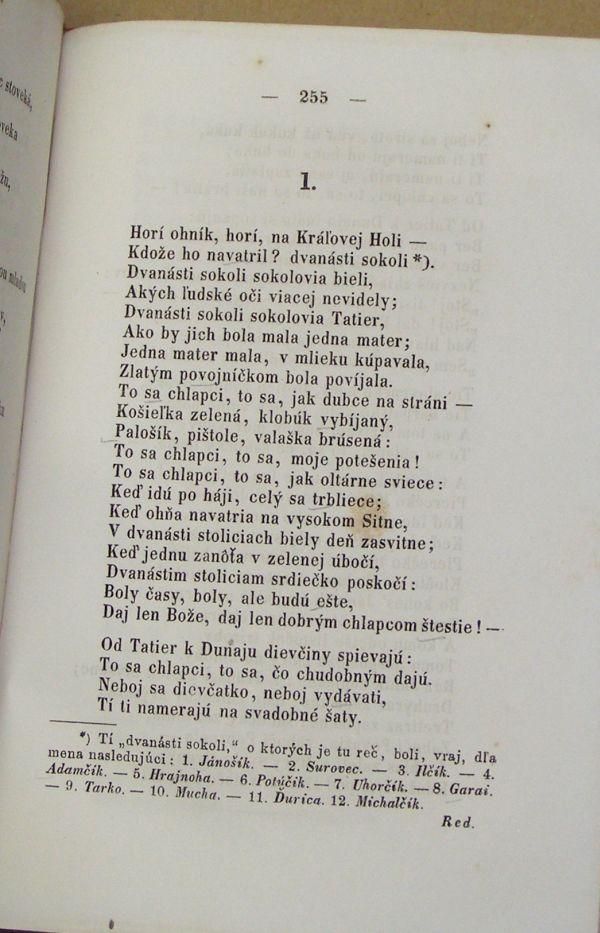 — 255 —
1.
Horí ohník, horí, na Kráľovej Holi —
Kdože ho navatril? dvanásti sokoli *).
Dvanásti sokoli sokolovia bieli,
Akých ľudské oči viacej nevidely;
Dvanásti sokoli sokolovia Tatier,
Ako by jich bola mala jedna mater;
Jedna mater mala, v mlieku kúpavala,
Zlatým povojníčkom bola povíjala.
To sa chlapci, to sa, jak dubce na stráni —
Košieľka zelená, klobúk vybíjaný,
Palošík, pištole, valaška brúsená:
To sa chlapci, to sa, moje potešenia!
To sa chlapci, to sa, jak oltárne sviece:
Keď idú po háji, celý sa trbliece;
Keď ohňa navatria na vysokom Sitne,
V dvanásti stoliciach biely deň zasvitne;
Keď jednu zanôťa v zelenej úbočí,
Dvanástim stoliciam srdiečko poskočí:
Boly časy, boly, ale budú ešte,
Daj len Bože, daj len dobrým chlapcom štestie! —
Od Tatier k Dunaju dievčiny spievajú:
To sa chlapci, to sa, čo chudobným dajú.
Neboj sa dievčatko, neboj vydávati,
Tí ti namerajú na svadobné šaty.
*) Tí „dvanásti sokoli,“ o ktorých je tu reč, boli, vraj, dľa
mena nasledujúci: 1. Jánošík. — 2. Surovec. — 3. Ilčík. — 4.
Adamčík. — 5. Hrajnoha. — 6. Potúčik. — 7. Uhorčík. — 8. Garai.
— 9. Tarko. — 10. Mucha. — 11. Ďurica. 12. Michalčík.
Red.